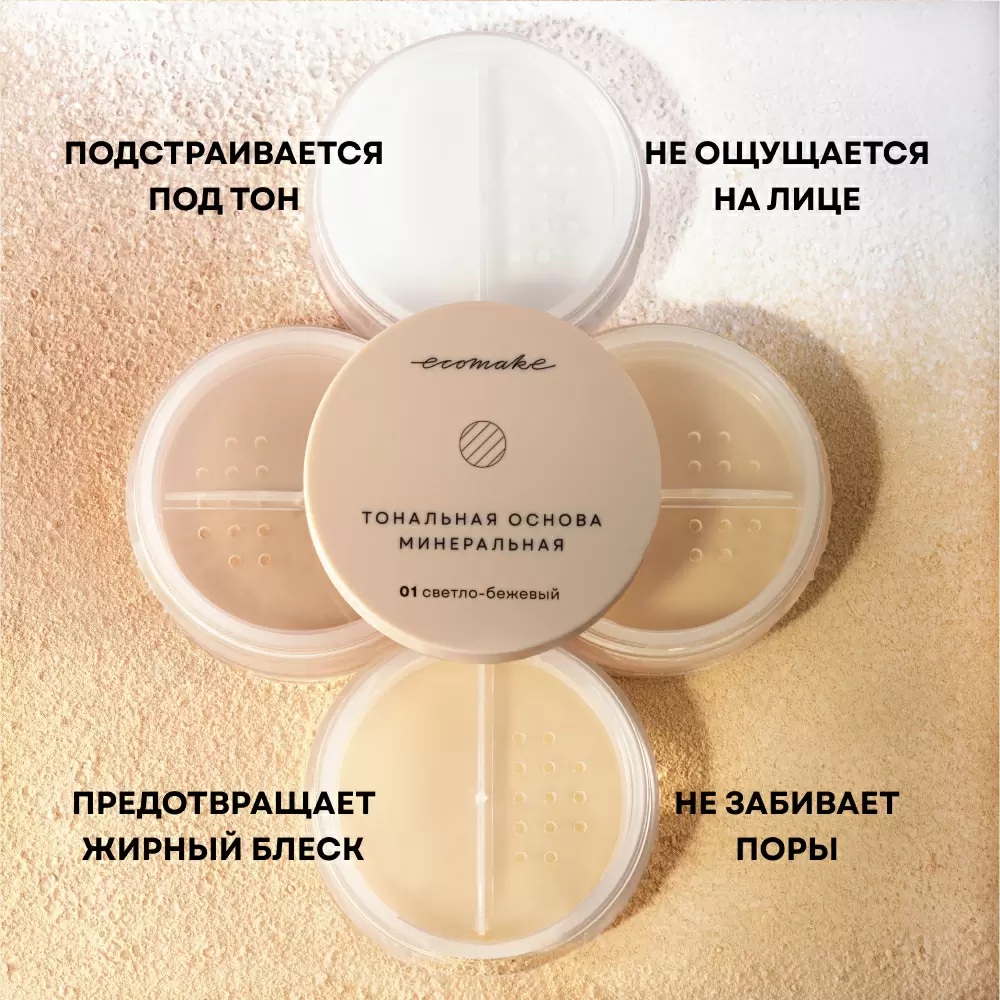 ПОДСТРАИВАЕТСЯ
ПОД ТОН
НЕ ОЩУЩАЕТСЯ
НА ЛИЦЕ
ecomake
ТОНАЛЬНАЯ ОСНОВА
МИНЕРАЛЬНАЯ
01 светло-бежевый
ПРЕДОТВРАЩАЕТ
ЖИРНЫЙ БЛЕСК
НЕ ЗАБИВАЕТ
ПОРЫ